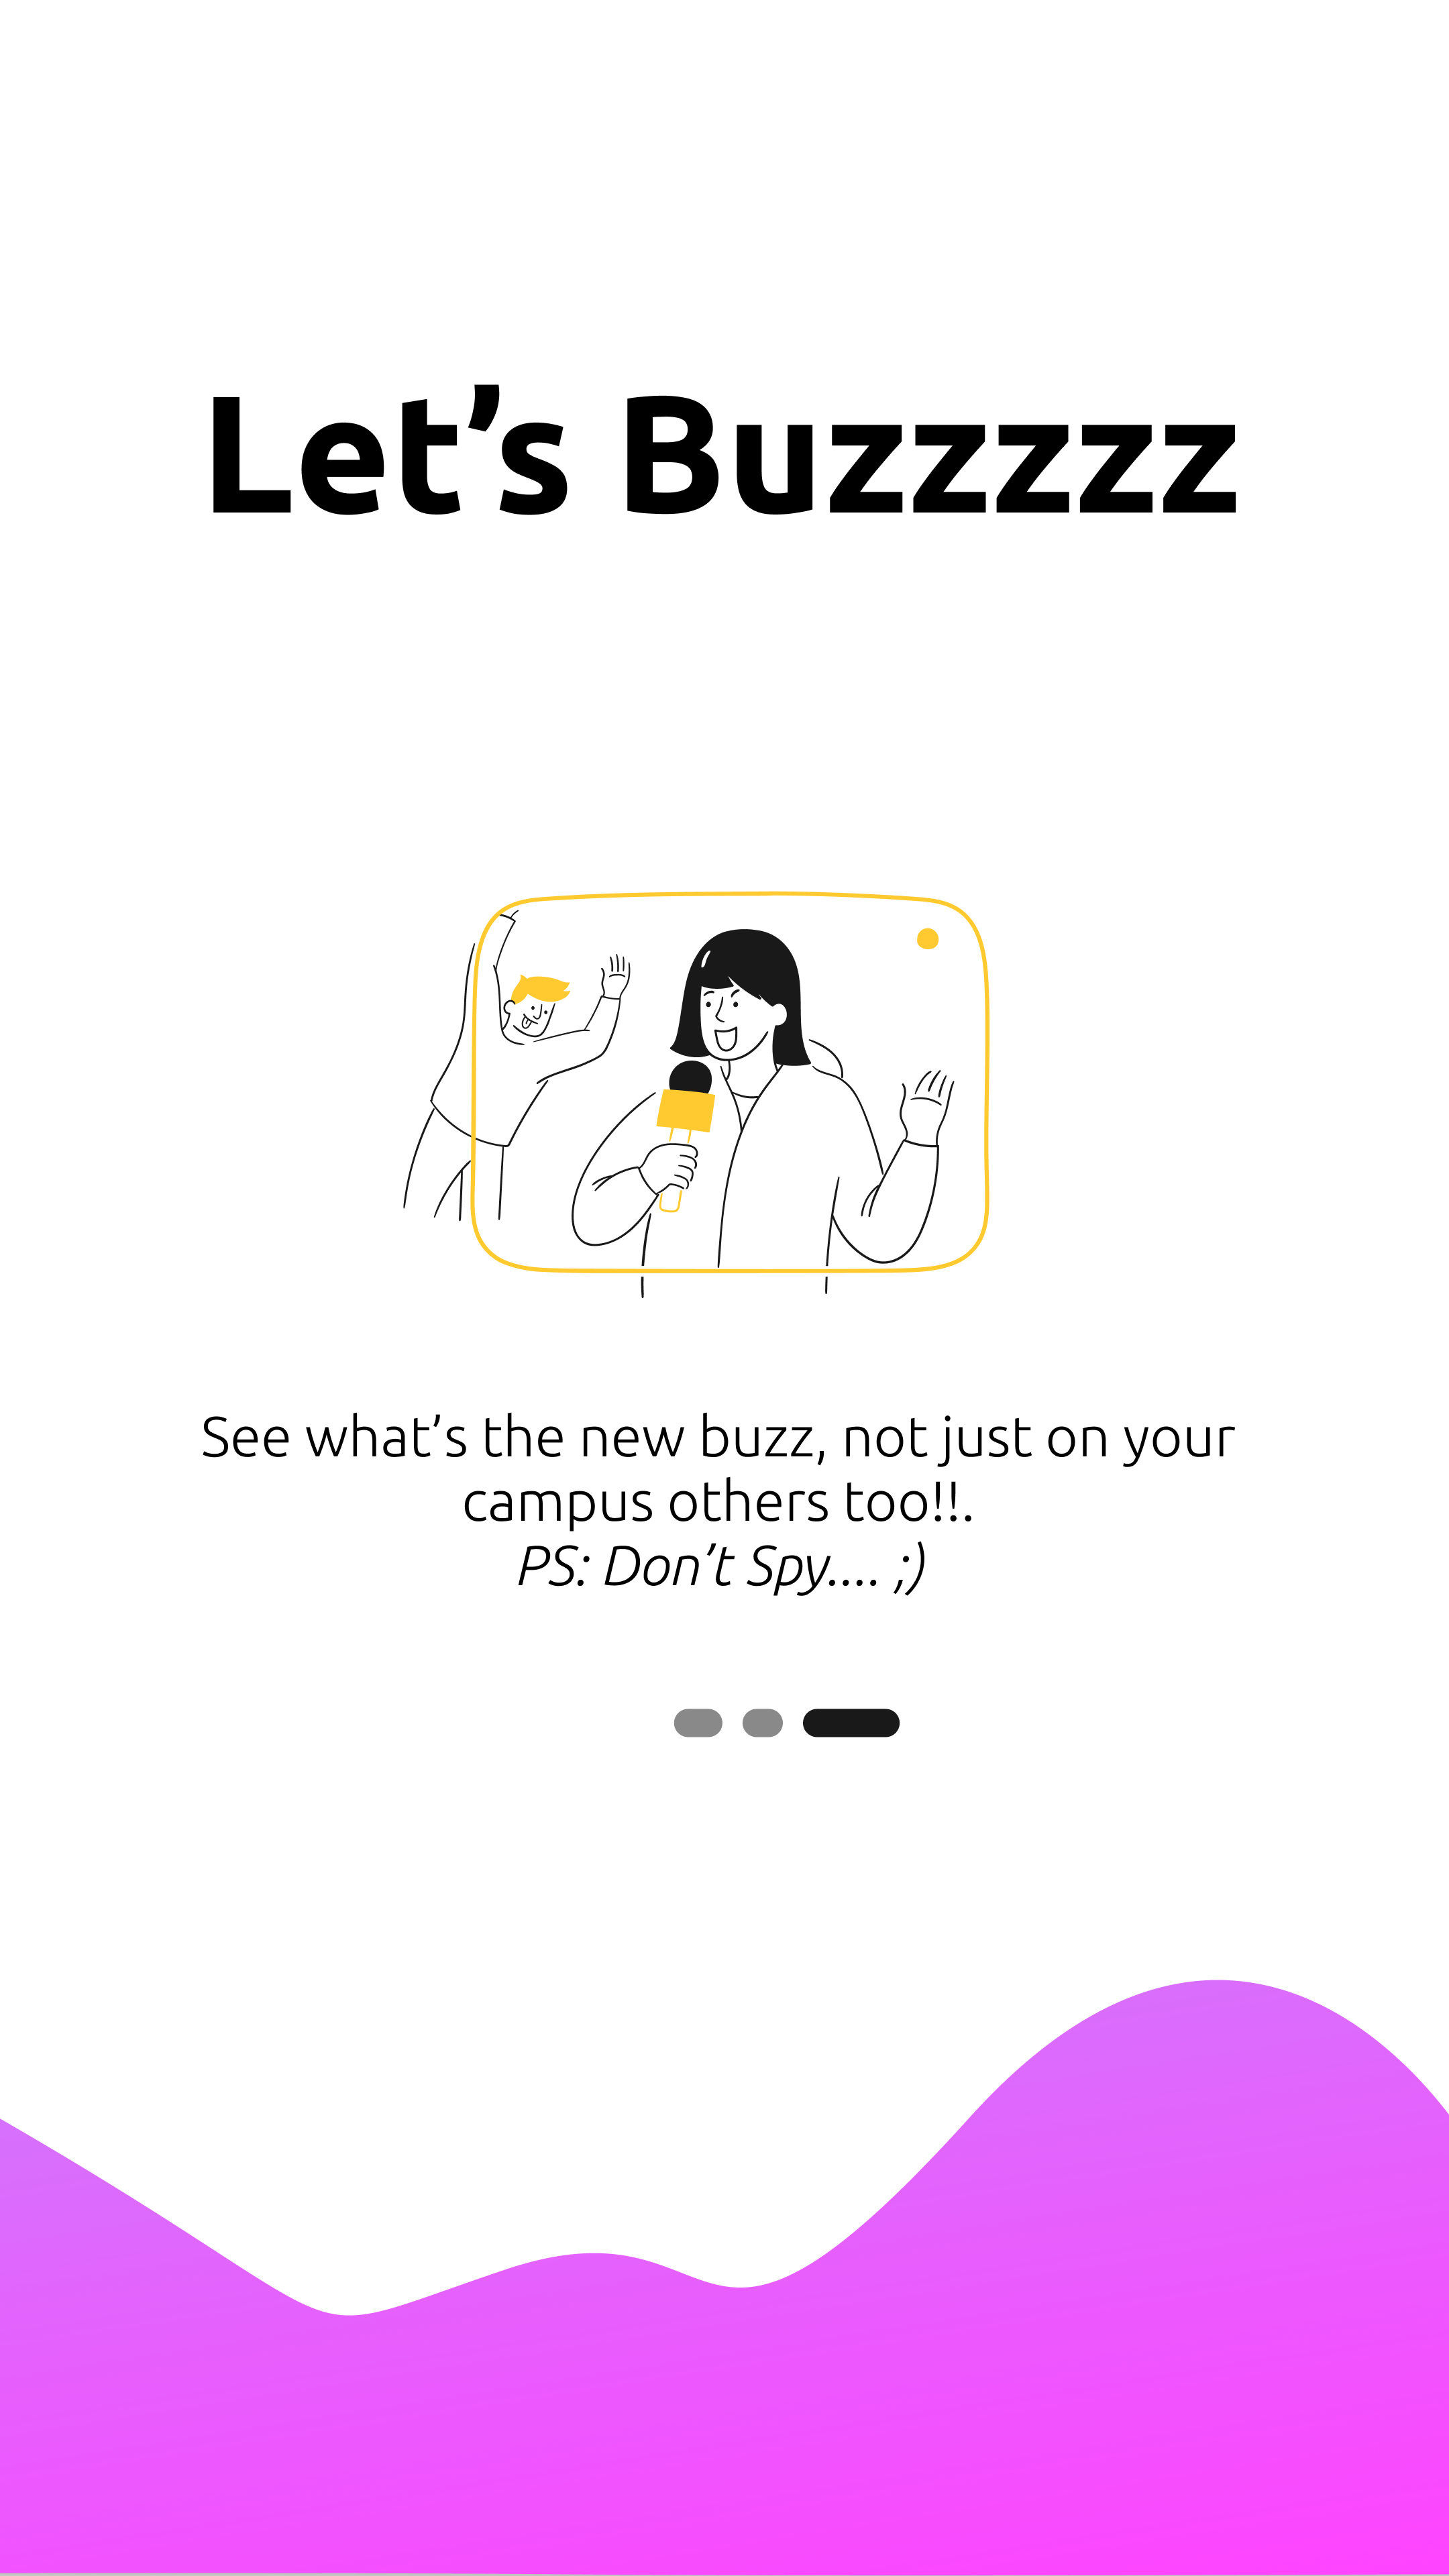 Let’s Buzzzzz
See what’s the new buzz, not just on your
campus others too!!.
PS: Don’t Spy.... ;)